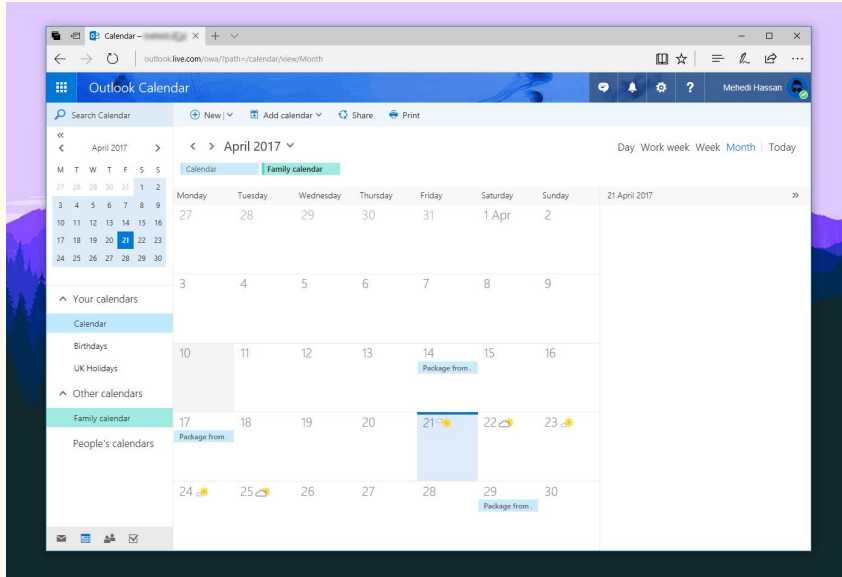 Calendar –
outlook.live.com/owa/?path=/calendar/view/Month
Outlook Calendar
? Mehedi Hassan
Search Calendar
New Add calendar Share Print
April 2017
M T W T F S S
27 28 29 30 31 1 2
3 4 5 6 7 8 9
10 11 12 13 14 15 16
17 18 19 20 21 22 23
24 25 26 27 28 29 30
Your calendars
Calendar
Birthdays
UK Holidays
Other calendars
Family calendar
People's calendars
April 2017
Day Work week Week Month Today
Calendar Family calendar
Monday Tuesday Wednesday Thursday Friday Saturday Sunday
21 April 2017
27 28 29 30 31 1 Apr 2
3 4 5 6 7 8 9
10 11 12 13 14 15 16
Package from .
17 18 19 20 21 22 23
Package from .
24 25 26 27 28 29 30
Package from .